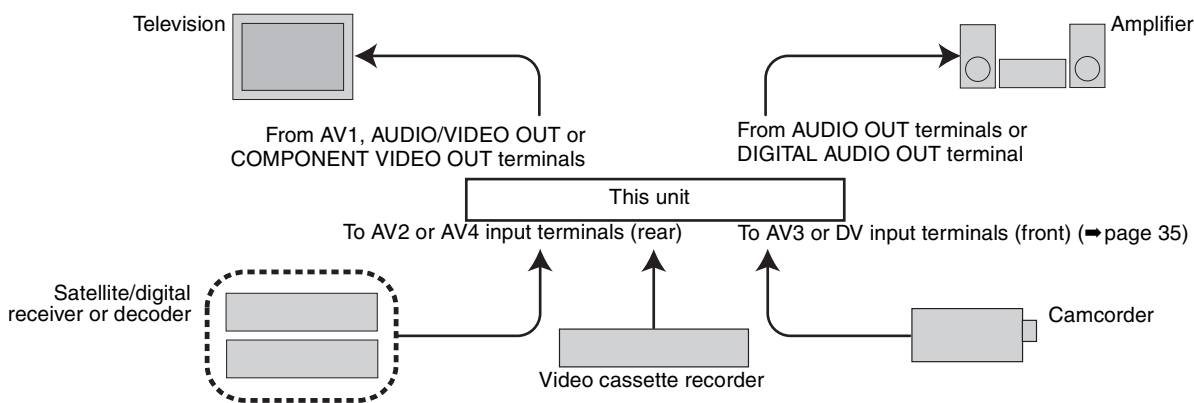 Television
Amplifier
From AV1, AUDIO/VIDEO OUT or
COMPONENT VIDEO OUT terminals
From AUDIO OUT terminals or
DIGITAL AUDIO OUT terminal
This unit
To AV2 or AV4 input terminals (rear)
To AV3 or DV input terminals (front) (➡page 35)
Satellite/digital
receiver or decoder
Camcorder
Video cassette recorder